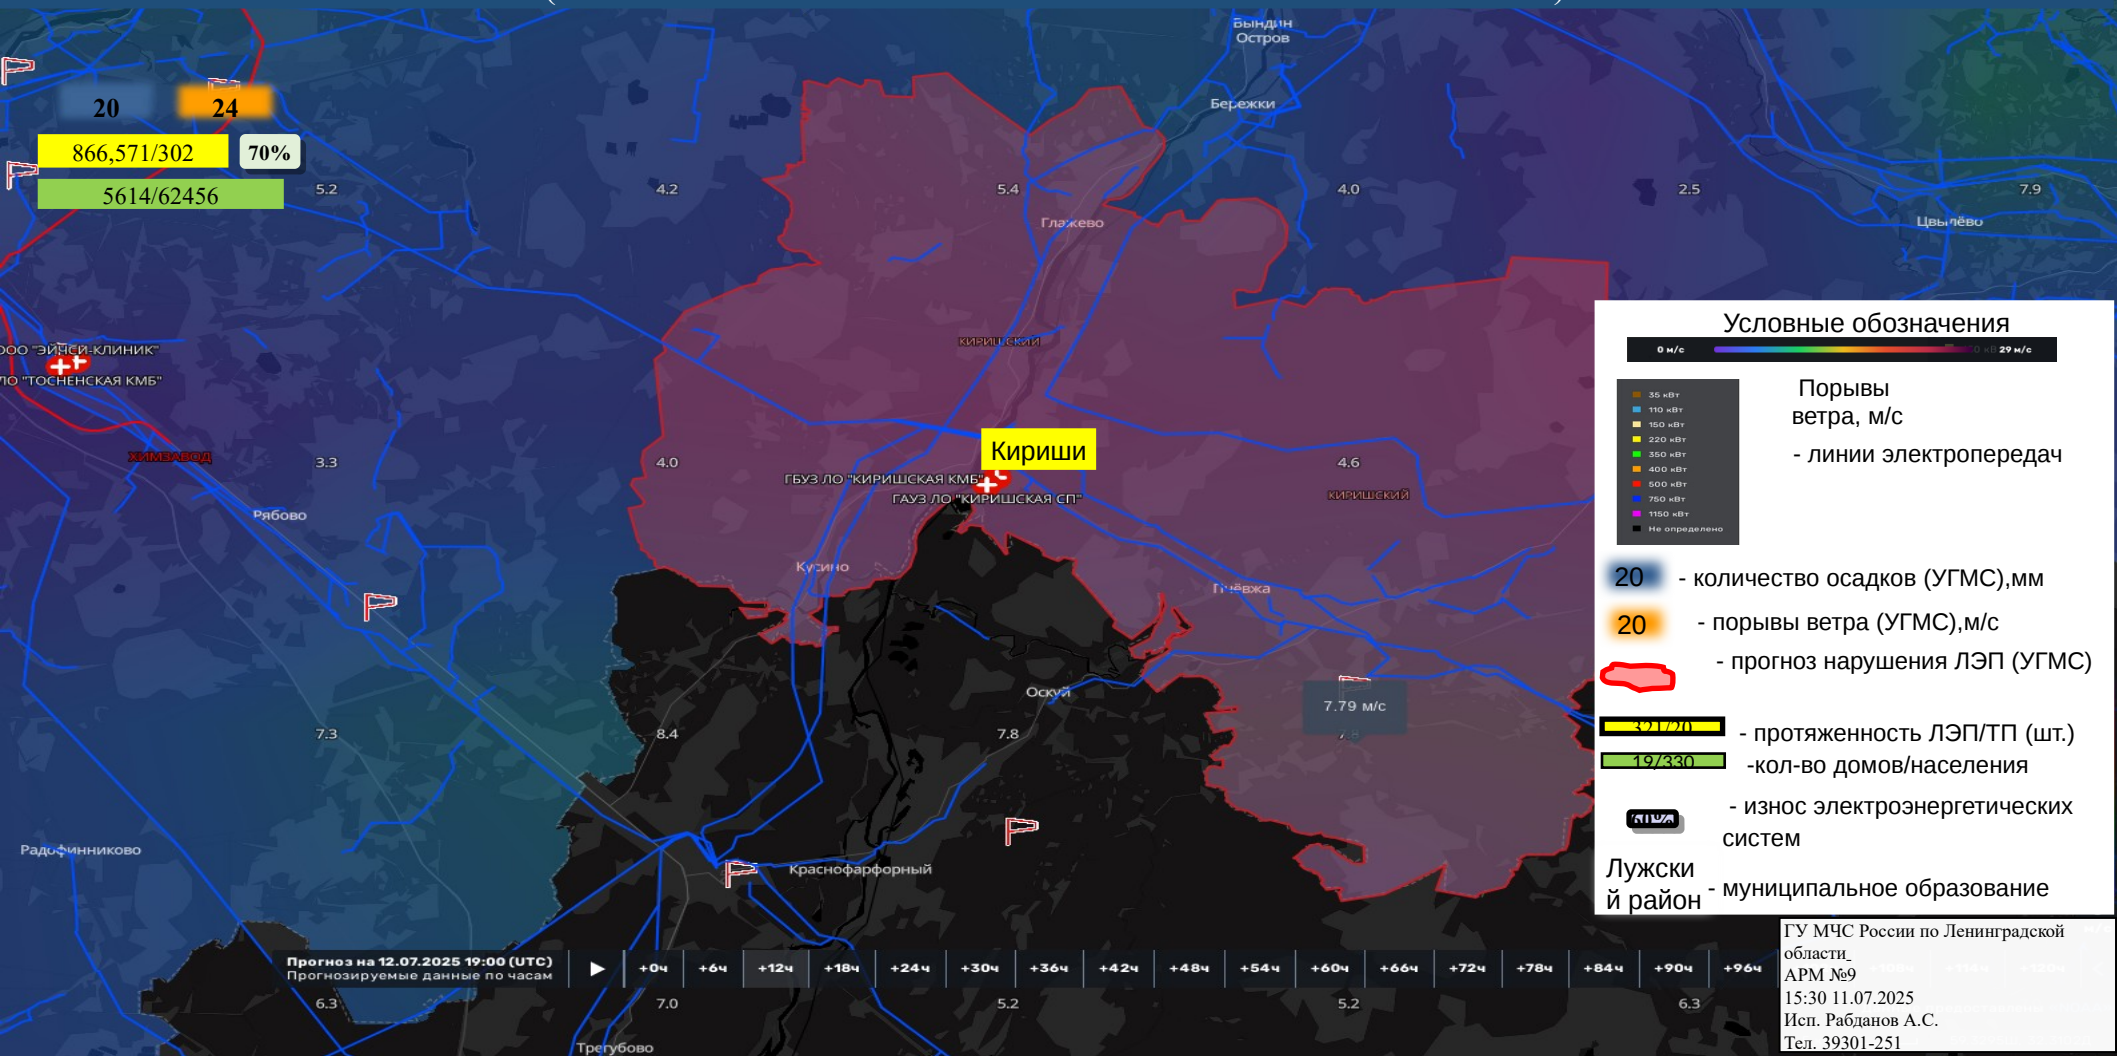 (
)
Бындин
Остров
20
24
Бережки
866,571/302
70%
5.2
4.2
5.4
4.0
2.5
7.9
5614/62456
Глажево
Цвылёво
Условные обозначения
0 м/с
29 м/с
ООО "ЭЙЧСИ-КЛИНИК"
ЛО "ТОСНЕНСКАЯ КМБ"
КИРИШСКИЙ
35 кВт
110 кВт
150 кВт
220 кВт
350 кВт
400 кВт
500 кВт
750 кВт
1150 кВт
Не определено
Порывы
ветра, м/с
- линии электропередач
Кириши
ХИМЗАВОД
3.3
4.0
4.6
ГБУЗ ЛО "КИРИШСКАЯ КМБ"
ГАУЗ ЛО "КИРИШСКАЯ СП"
КИРИШСКИЙ
Рябово
Кусино
Пчёвжа
20
- количество осадков (УГМС),мм
20
- порывы ветра (УГМС),м/с
- прогноз нарушения ЛЭП (УГМС)
Оскуй
7.79 м/с
7.3
8.4
7.8
7.8
321/20
- протяженность ЛЭП/ТП (шт.)
19/330
-кол-во домов/населения
- износ электроэнергетических
систем
Радофинниково
Краснофарфорный
Лужски
й район
- муниципальное образование
Прогноз на 12.07.2025 19:00 (UTC)
Прогнозируемые данные по часам
+0ч
+6ч
+12ч
+18ч
+24ч
+30ч
+36ч
+42ч
+48ч
+54ч
+60ч
+66ч
+72ч
+78ч
+84ч
+90ч
+96ч
6.3
7.0
5.2
5.2
6.3
Трегубово
ГУ МЧС России по Ленинградской
области_
АРМ №9
15:30 11.07.2025
Исп. Рабданов А.С.
Тел. 39301-251